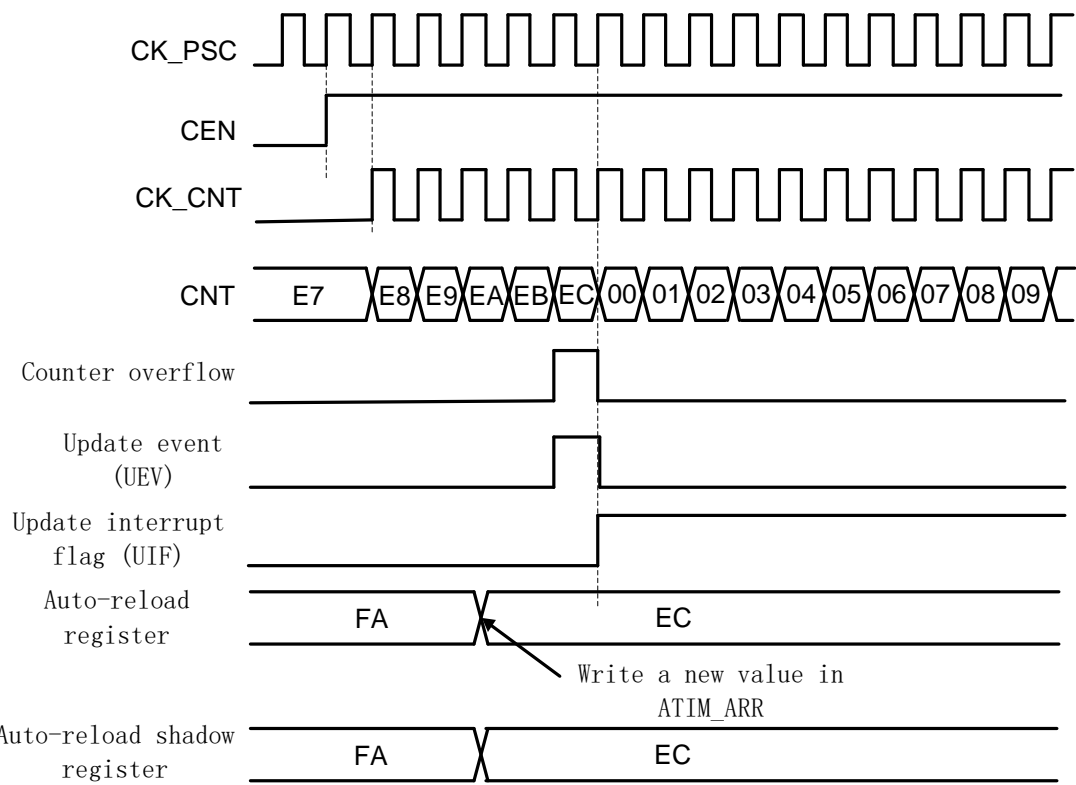 CK_PSC
CEN
CK_CNT
CNT E7 E8 E9 EA EB EC 00 01 02 03 04 05 06 07 08 09
Counter overflow
Update event
(UEV)
Update interrupt
flag (UIF)
Auto-reload
register
FA EC
Write a new value in
ATIM_ARR
Auto-reload shadow
register
FA EC